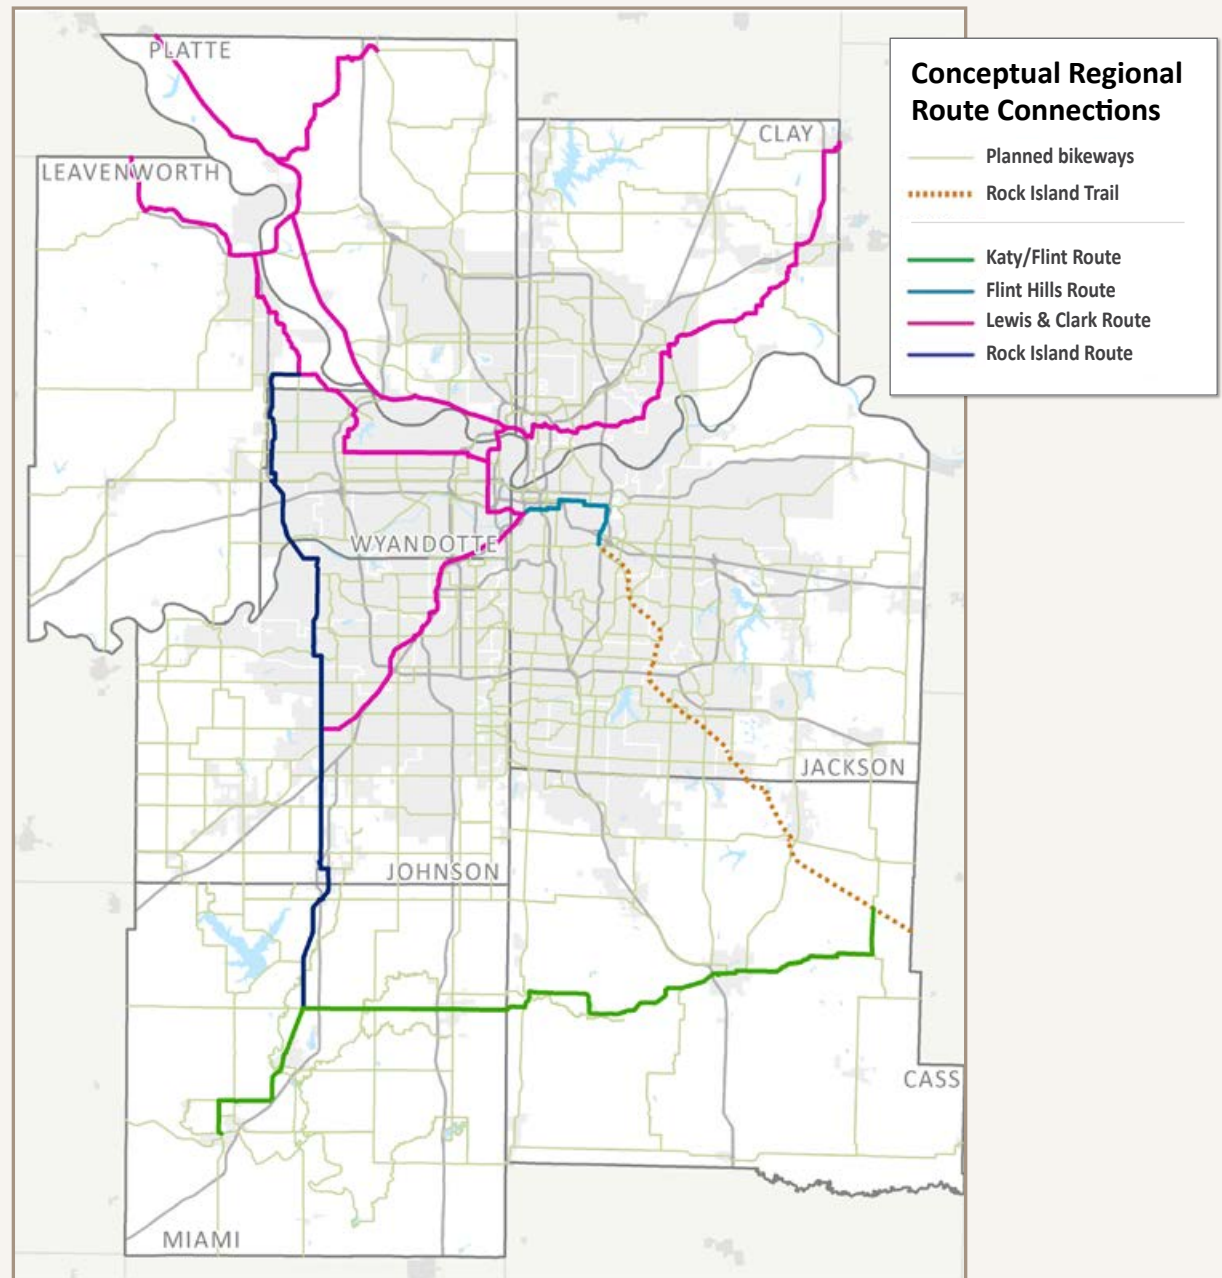 Conceptual Regional
Route Connections
Planned bikeways
Rock Island Trail
Katy/Flint Route
Flint Hills Route
Lewis & Clark Route
Rock Island Route
PLATTE
CLAY
LEAVENWORTH
WYANDOTTE
JACKSON
JOHNSON
CASS
MIAMI